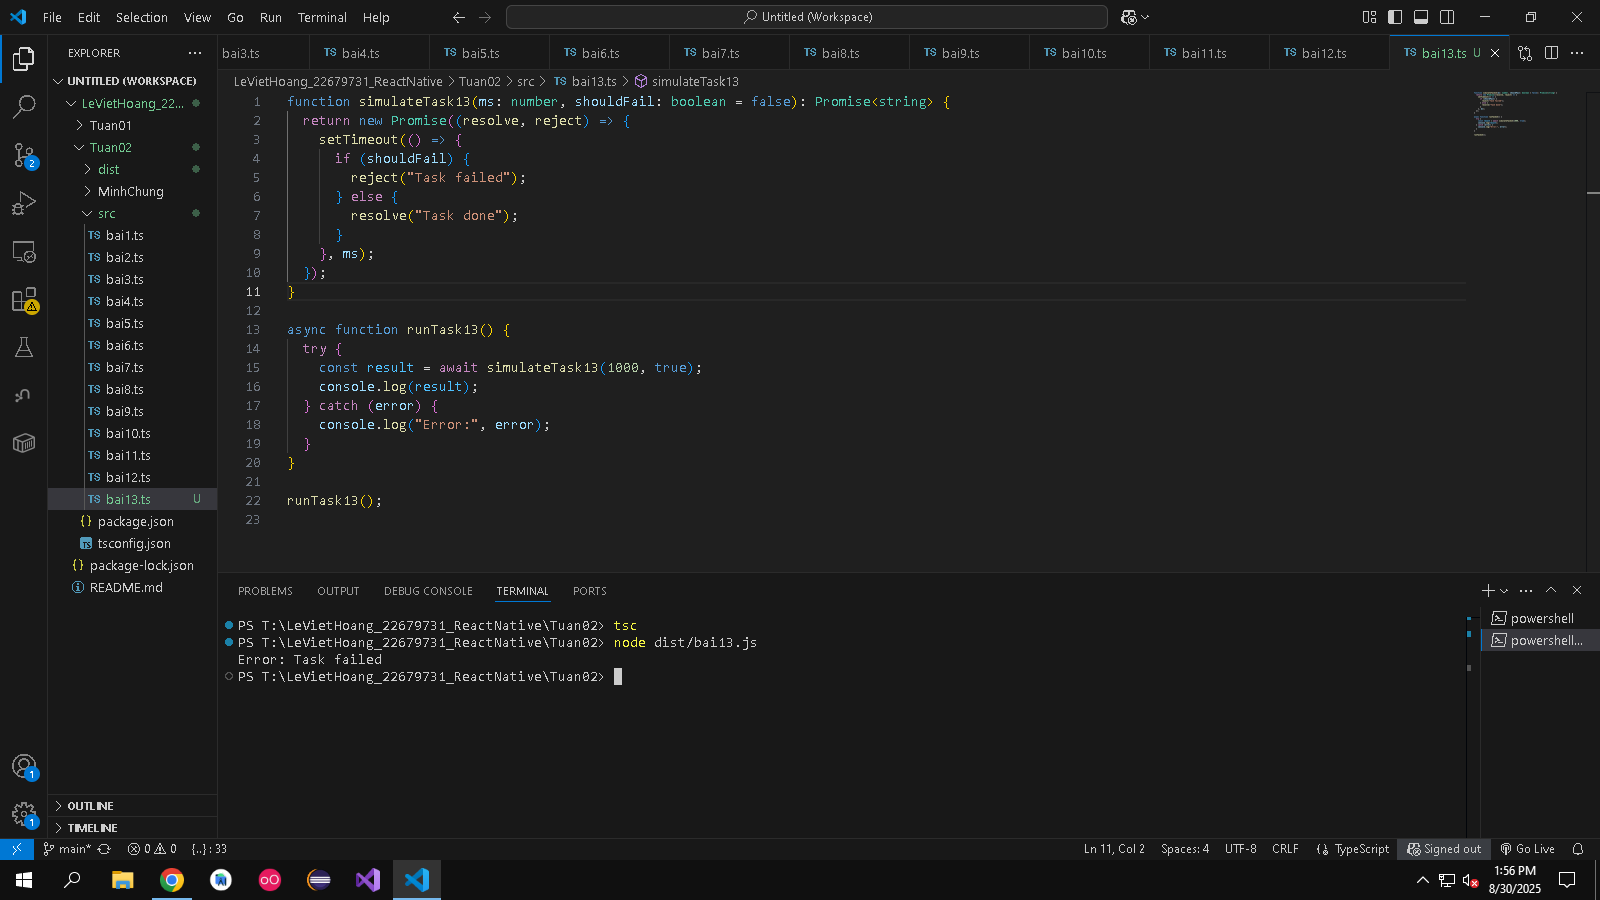 File Edit Selection View Go Run Terminal Help
Untitled (Workspace)
EXPLORER
UNTITLED (WORKSPACE)
LeVietHoang_22...
Tuan01
Tuan02
dist
MinhChung
src
TS bai1.ts
TS bai2.ts
TS bai3.ts
TS bai4.ts
TS bai5.ts
TS bai6.ts
TS bai7.ts
TS bai8.ts
TS bai9.ts
TS bai10.ts
TS bai11.ts
TS bai12.ts
TS bai13.ts U
{} package.json
TS tsconfig.json
{} package-lock.json
README.md
OUTLINE
TIMELINE
bai3.ts TS bai4.ts TS bai5.ts TS bai6.ts TS bai7.ts TS bai8.ts TS bai9.ts TS bai10.ts TS bai11.ts TS bai12.ts TS bai13.ts U
LeVietHoang_22679731_ReactNative > Tuan02 > src > TS bai13.ts > simulateTask13
1 function simulateTask13(ms: number, shouldFail: boolean = false): Promise<string> {
2 return new Promise((resolve, reject) => {
3 setTimeout(() => {
4 if (shouldFail) {
5 reject("Task failed");
6 } else {
7 resolve("Task done");
8 }
9 }, ms);
10 });
11 }
12
13 async function runTask13() {
14 try {
15 const result = await simulateTask13(1000, true);
16 console.log(result);
17 } catch (error) {
18 console.log("Error:", error);
19 }
20 }
21
22 runTask13();
23
PROBLEMS OUTPUT DEBUG CONSOLE TERMINAL PORTS
PS T:\LeVietHoang_22679731_ReactNative\Tuan02> tsc
PS T:\LeVietHoang_22679731_ReactNative\Tuan02> node dist/bai13.js
Error: Task failed
PS T:\LeVietHoang_22679731_ReactNative\Tuan02>
powershell
powershell...
2
1
1
main* 0 0 {..} : 33
Ln 11, Col 2 Spaces: 4 UTF-8 CRLF TypeScript Signed out Go Live
1:56 PM
8/30/2025